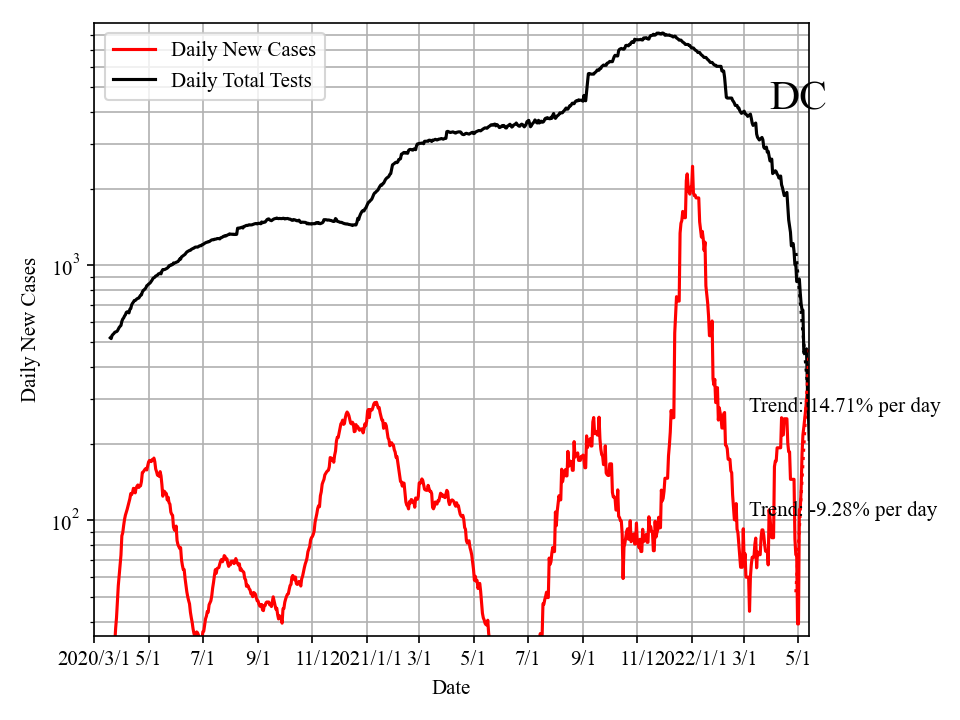 Daily New Cases
Daily Total Tests
DC
10³
10²
Daily New Cases
Trend: 14.71% per day
Trend: -9.28% per day
2020/3/1 5/1 7/1 9/1 11/1 2021/1/1 3/1 5/1 7/1 9/1 11/1 2022/1/1 3/1 5/1
Date